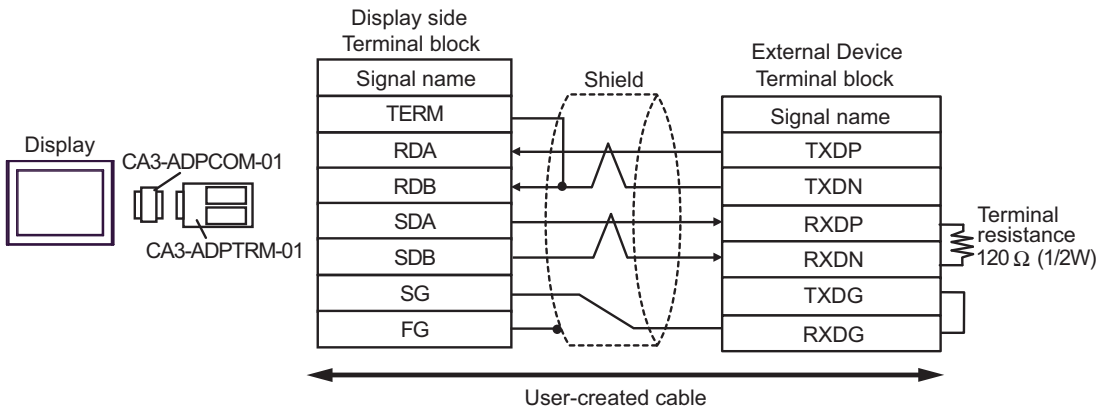 Display side
Terminal block
Signal name
TERM
RDA
RDB
SDA
SDB
SG
FG
Shield
External Device
Terminal block
Signal name
TXDP
TXDN
RXDP
RXDN
TXDG
RXDG
Display
CA3-ADPCOM-01
CA3-ADPTRM-01
Terminal
resistance
120 Ω (1/2W)
User-created cable